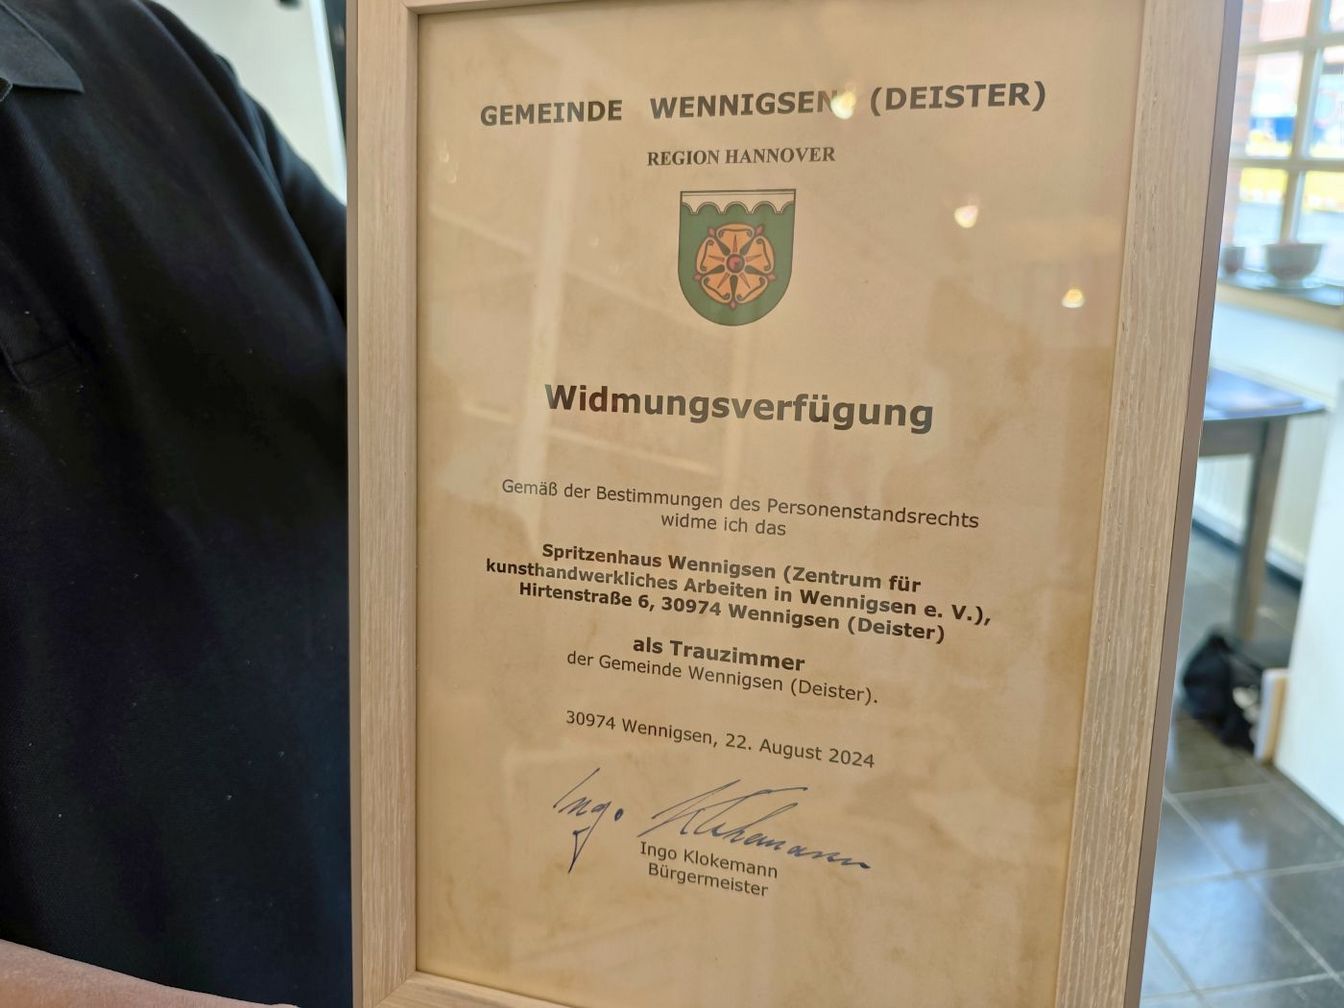 GEMEINDE WENNIGSEN (DEISTER)
REGION HANNOVER
Widmungsverfügung
Gemäß der Bestimmungen des Personenstandsrechts
widme ich das
Spritzenhaus Wennigsen (Zentrum für
kunsthandwerkliches Arbeiten in Wennigsen e. V.),
Hirtenstraße 6, 30974 Wennigsen (Deister)
als Trauzimmer
der Gemeinde Wennigsen (Deister).
30974 Wennigsen, 22. August 2024
Ingo Klokemann
Ingo Klokemann
Bürgermeister